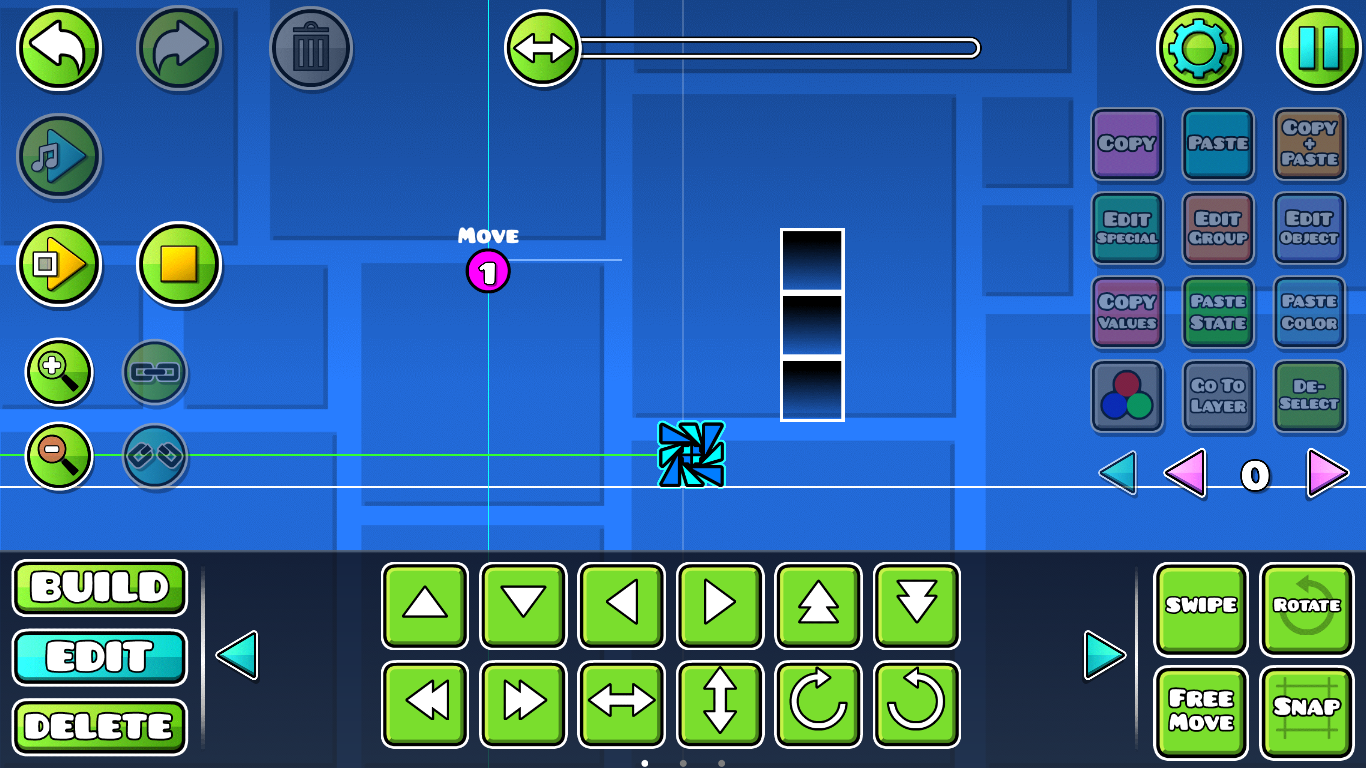 COPY
PASTE
COPY
+
PASTE
EDIT
SPECIAL
EDIT
GROUP
EDIT
OBJECT
MOVE
1
COPY
VALUES
PASTE
STATE
PASTE
COLOR
GO TO
LAYER
DE-
SELECT
0
BUILD
EDIT
DELETE
SWIPE
ROTATE
FREE
MOVE
SNAP